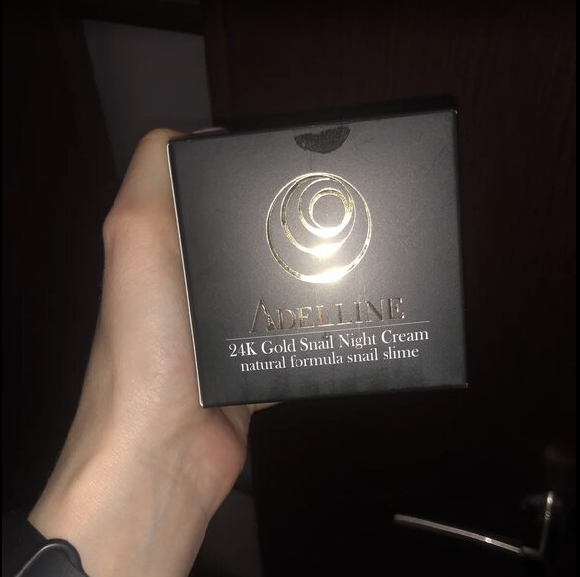 ADELLINE
24K Gold Snail Night Cream
natural formula snail slime